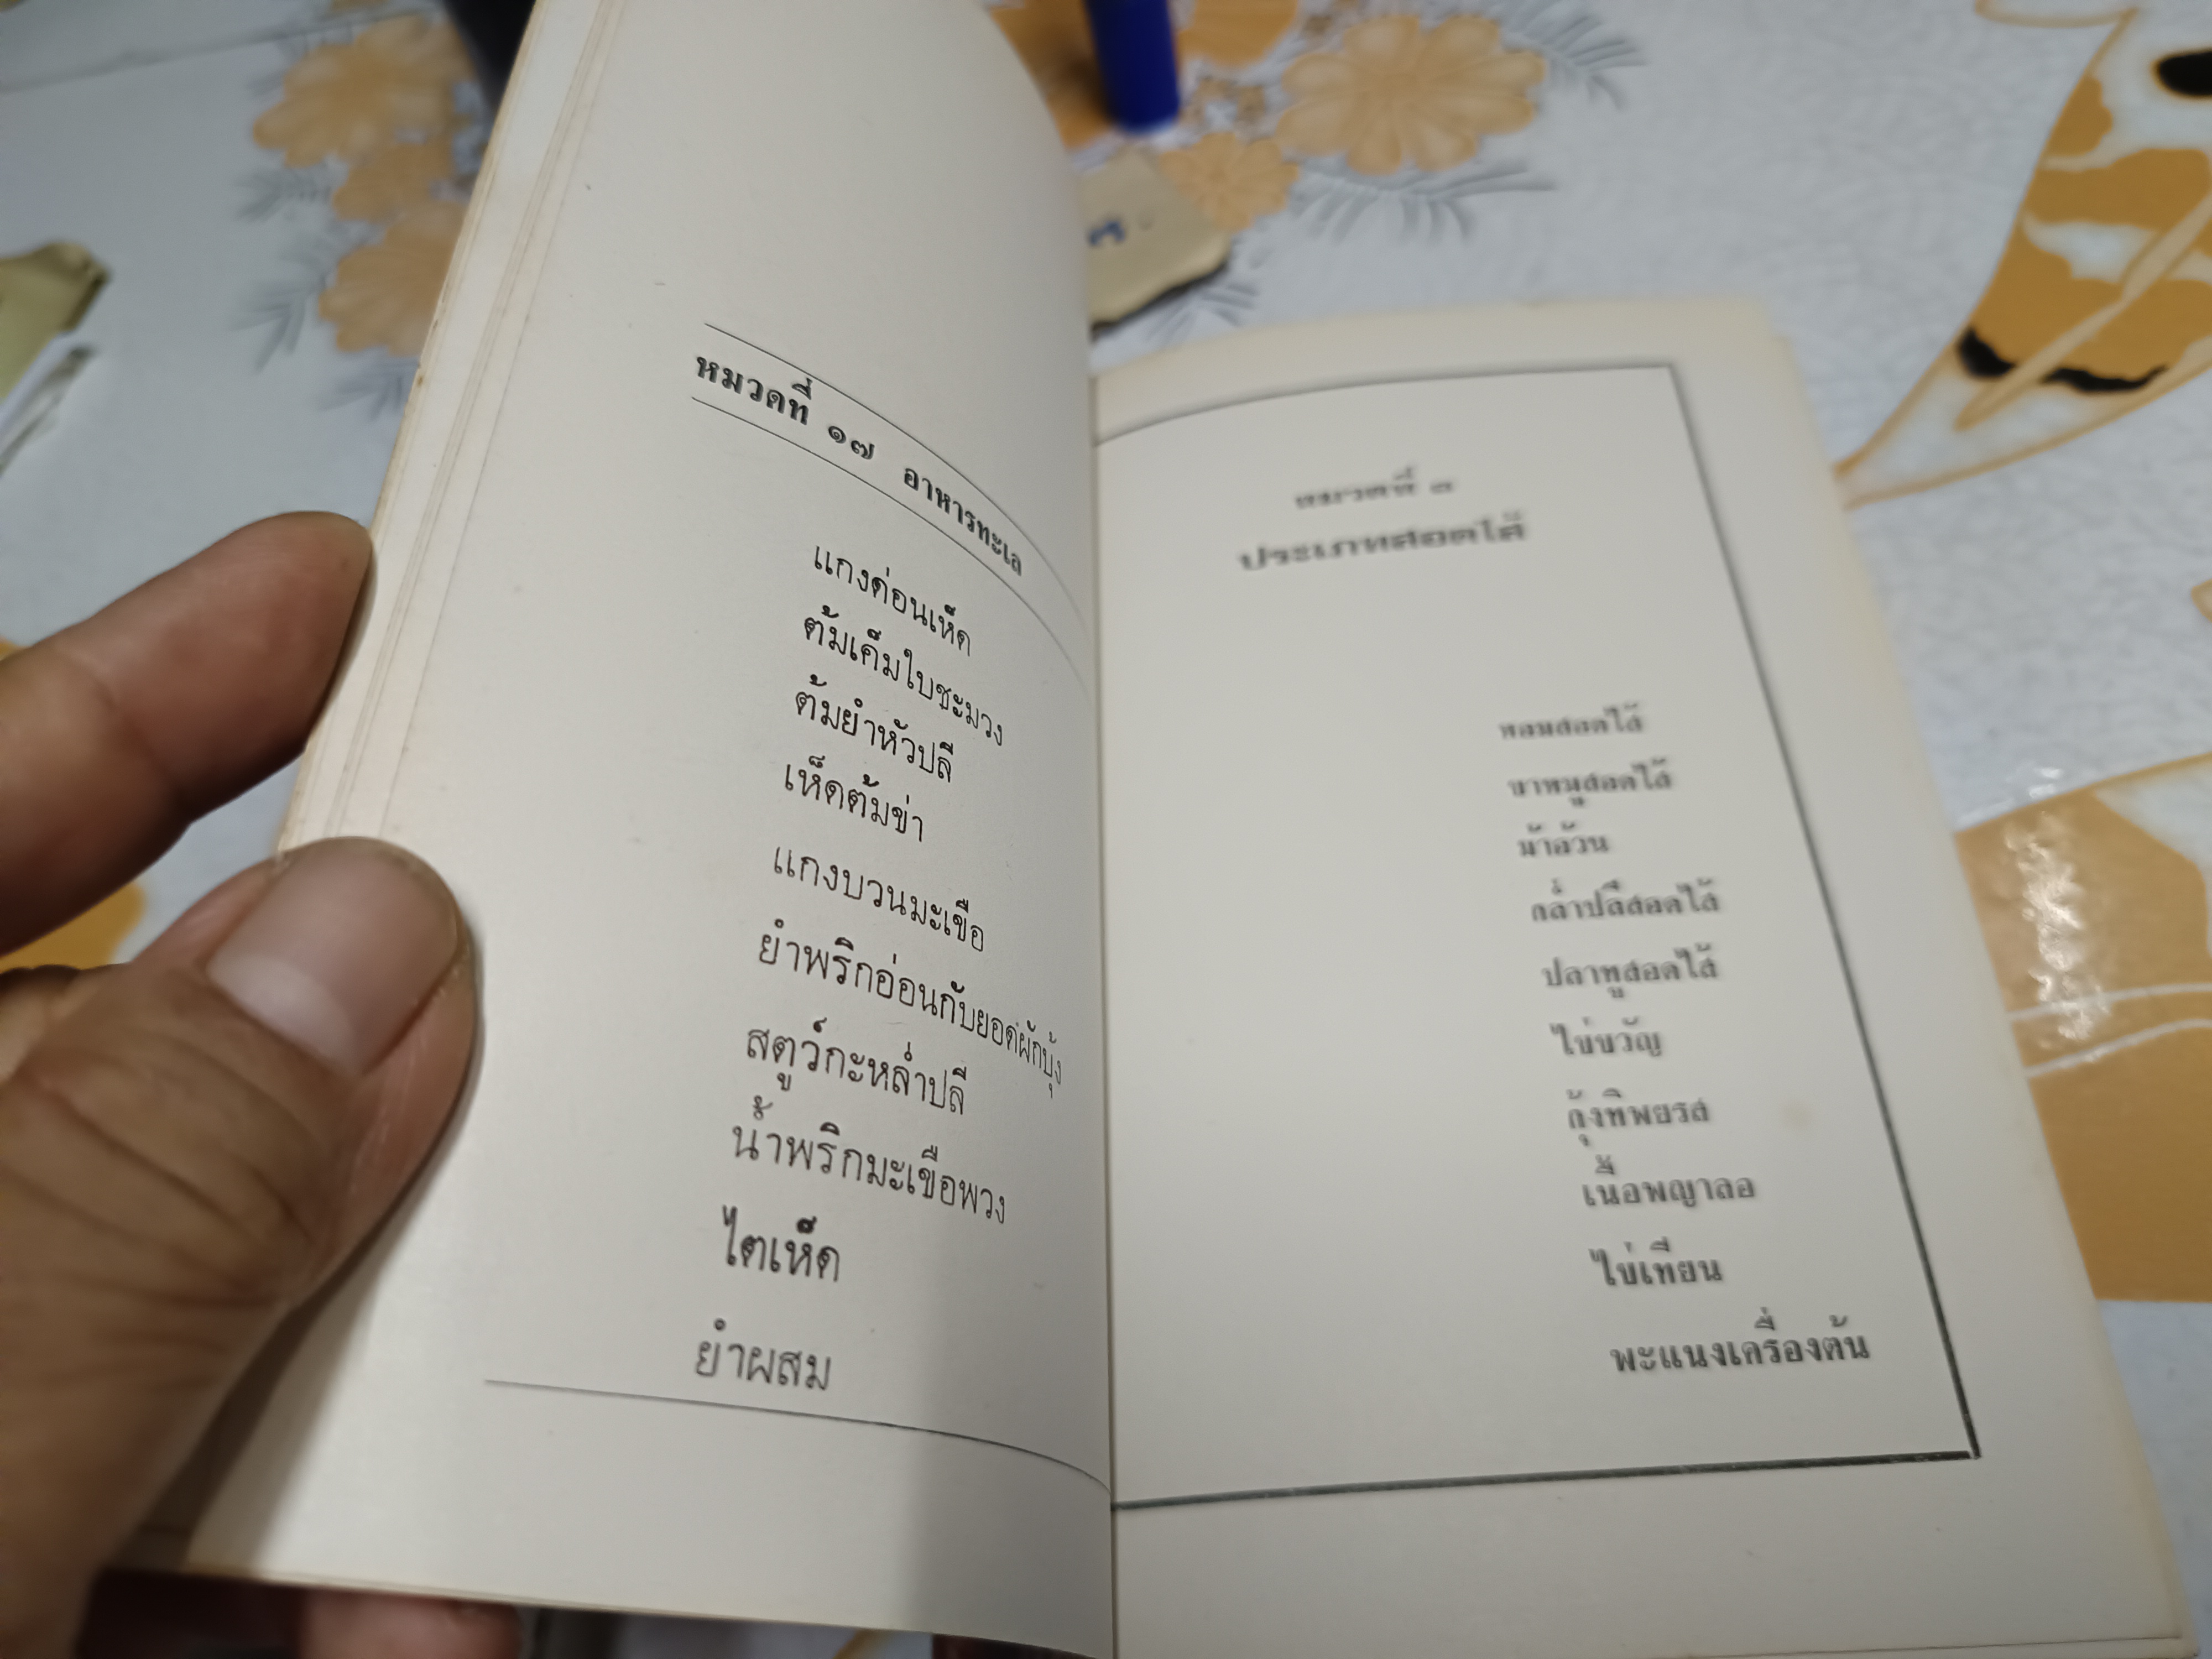 หมวดที่ ๑๗ อาหารทะเล
แกงด่อนเห็ด
ต้มเค็มใบชะมวง
ต้มยำหัวปลี
เห็ดต้มข่า
แกงบวนมะเขือ
ยำพริกอ่อนกับยอดผักบุ้ง
สตูว์กะหล่ำปลี
น้ำพริกมะเขือพวง
ไตเห็ด
ยำผสม
หมวดที่ ๑
ประเภทสอดไส้
หอมสอดไส้
ขาหมูสอดไส้
ม้าอ้วน
กล่ำปลีสอดไส้
ปลาทูสอดไส้
ไข่ขวัญ
กุ้งทิพยรส
เนื้อพญาลอ
ไข่เทียน
พะแนงเครื่องต้น